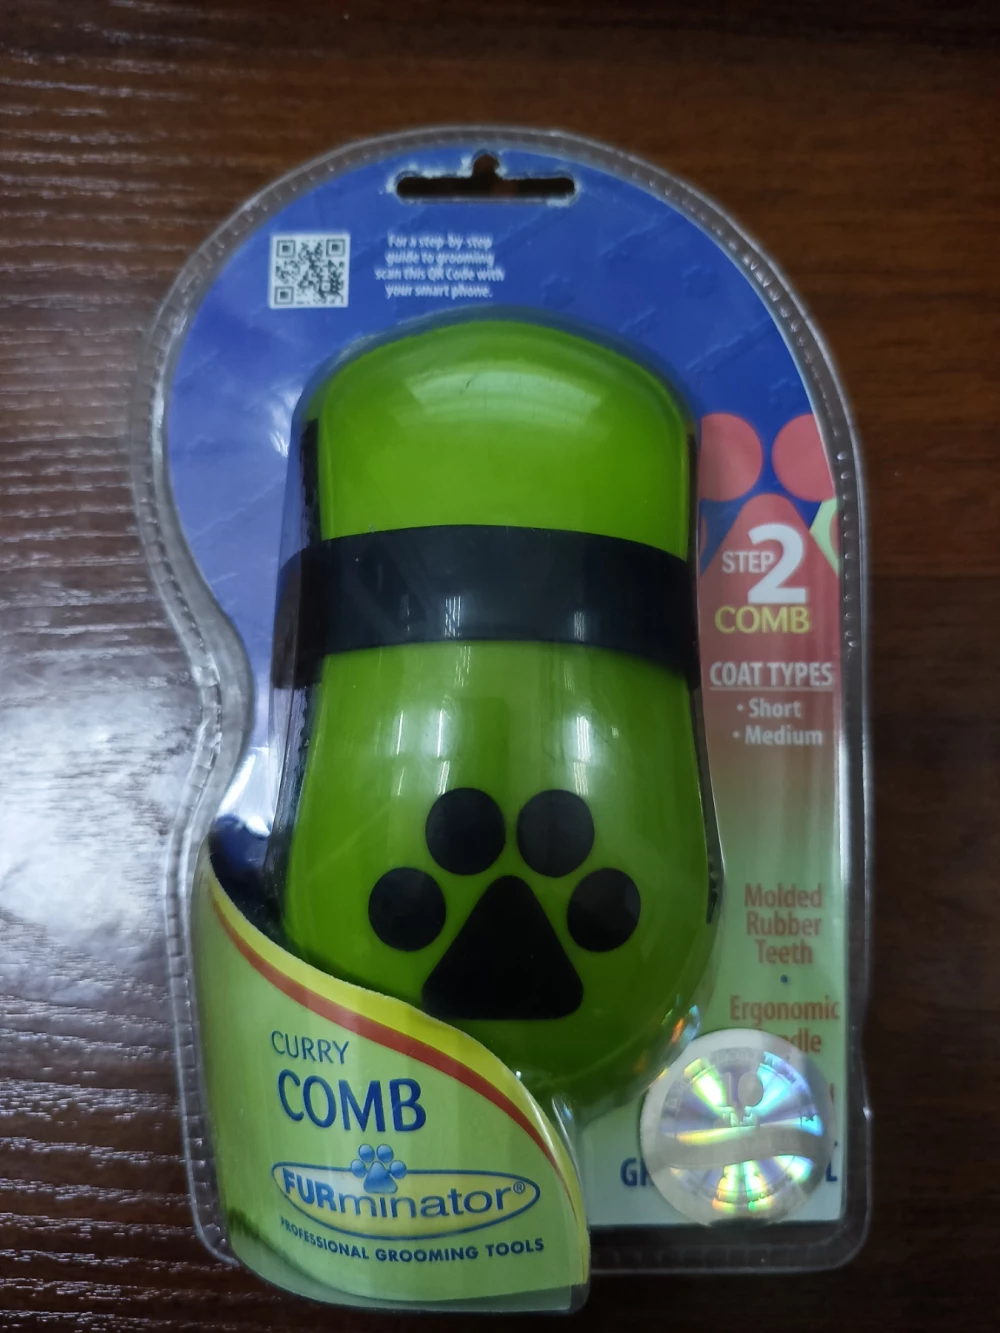 For a step-by-step
guide to grooming
scan this QR Code with
your smart phone.
STEP 2
COMB
COAT TYPES
• Short
• Medium
Molded
Rubber
Teeth
•
Ergonomic
CURRY
COMB
FURminator®
PROFESSIONAL GROOMING TOOLS